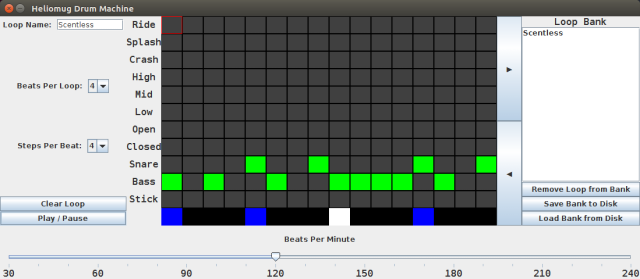 Heliomug Drum Machine
Loop Name: Scentless
Beats Per Loop: 4
Steps Per Beat: 4
Clear Loop
Play / Pause
Ride
Splash
Crash
High
Mid
Low
Open
Closed
Snare
Bass
Stick
Loop Bank
Scentless
Remove Loop from Bank
Save Bank to Disk
Load Bank from Disk
Beats Per Minute
30 60 90 120 150 180 210 240